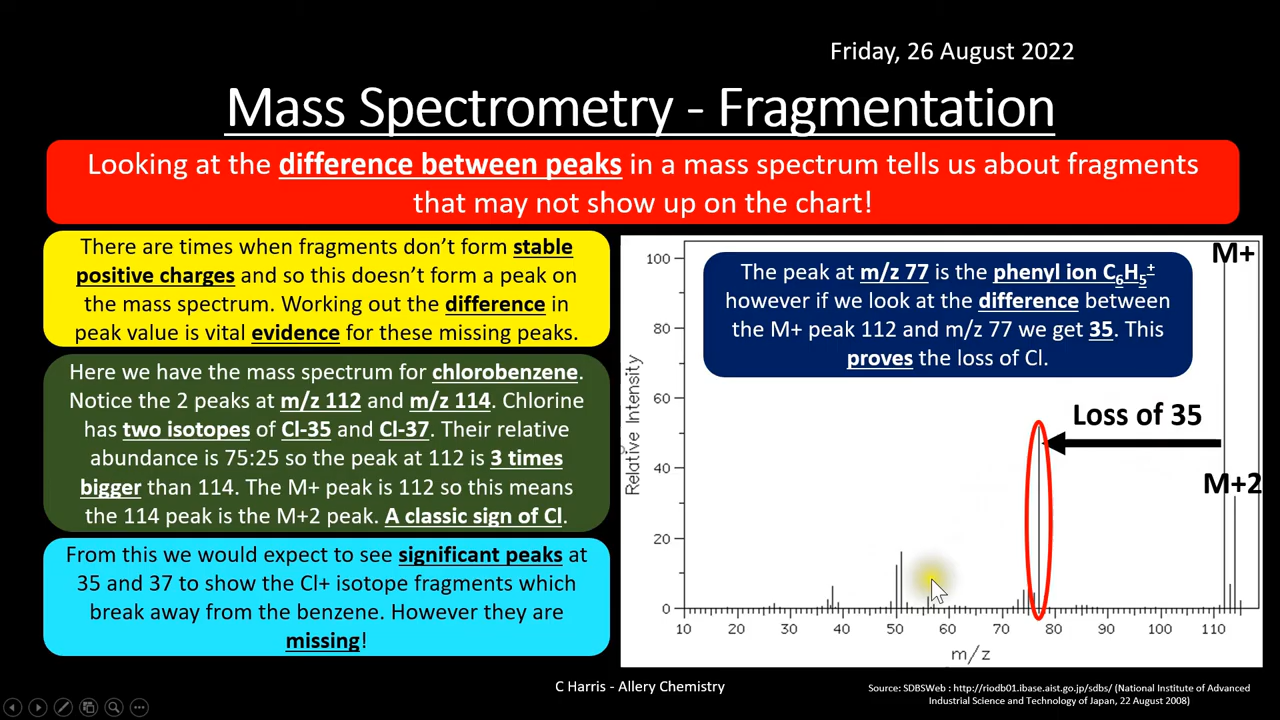 Friday, 26 August 2022
Mass Spectrometry - Fragmentation
Looking at the difference between peaks in a mass spectrum tells us about fragments
that may not show up on the chart!
There are times when fragments don't form stable
positive charges and so this doesn't form a peak on
the mass spectrum. Working out the difference in
peak value is vital evidence for these missing peaks.
Here we have the mass spectrum for chlorobenzene.
Notice the 2 peaks at m/z 112 and m/z 114. Chlorine
has two isotopes of Cl-35 and Cl-37. Their relative
abundance is 75:25 so the peak at 112 is 3 times
bigger than 114. The M+ peak is 112 so this means
the 114 peak is the M+2 peak. A classic sign of Cl.
From this we would expect to see significant peaks at
35 and 37 to show the Cl+ isotope fragments which
break away from the benzene. However they are
missing!
The peak at m/z 77 is the phenyl ion C₆H₅⁺
however if we look at the difference between
the M+ peak 112 and m/z 77 we get 35. This
proves the loss of Cl.
M+
Loss of 35
M+2
Relative Intensity
100
80
60
40
20
0
10 20 30 40 50 60 70 80 90 100 110
m/z
C Harris - Allery Chemistry
Source: SDBSWeb : http://riodb01.ibase.aist.go.jp/sdbs/ (National Institute of Advanced
Industrial Science and Technology of Japan, 22 August 2008)